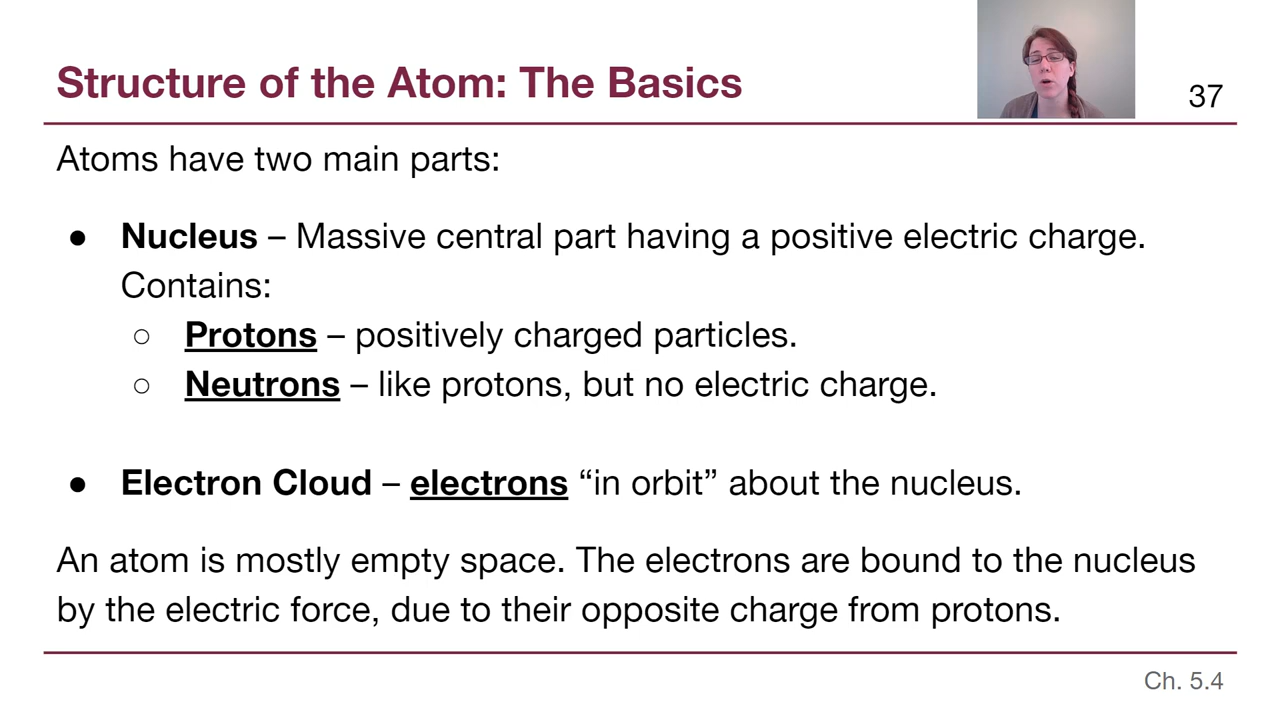 Structure of the Atom: The Basics
37
Atoms have two main parts:
● Nucleus – Massive central part having a positive electric charge.
Contains:
○ Protons – positively charged particles.
○ Neutrons – like protons, but no electric charge.
● Electron Cloud – electrons “in orbit” about the nucleus.
An atom is mostly empty space. The electrons are bound to the nucleus
by the electric force, due to their opposite charge from protons.
Ch. 5.4